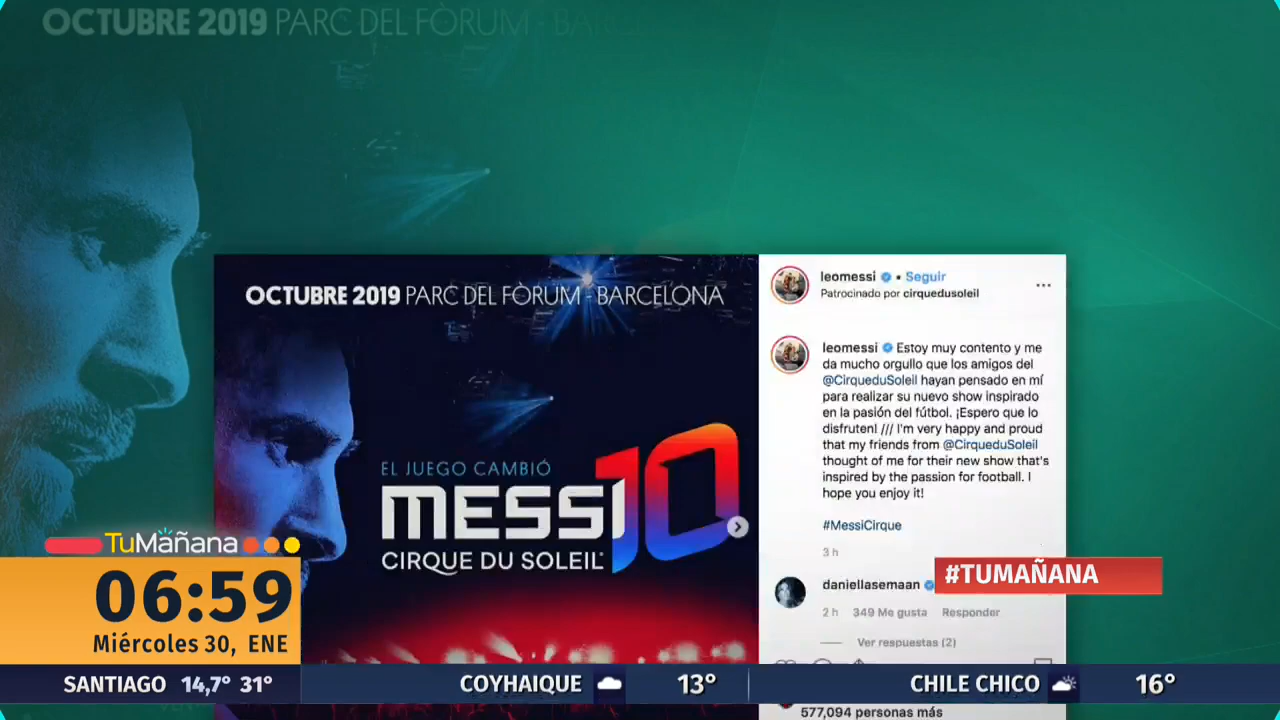 OCTUBRE 2019 PARC DEL FÒRUM - BAR
OCTUBRE 2019 PARC DEL FÒRUM - BARCELONA
EL JUEGO CAMBIÓ
MESSI10
CIRQUE DU SOLEIL
leomessi • Seguir
Patrocinado por cirquedusoleil
leomessi Estoy muy contento y me
da mucho orgullo que los amigos del
@CirqueduSoleil hayan pensado en mí
para realizar su nuevo show inspirado
en la pasión del fútbol. ¡Espero que lo
disfruten! /// I'm very happy and proud
that my friends from @CirqueduSoleil
thought of me for their new show that's
inspired by the passion for football. I
hope you enjoy it!
#MessiCirque
3 h
daniellasemaan
2 h 349 Me gusta Responder
Ver respuestas (2)
577,094 personas más
#TUMAÑANA
TuMañana
06:59
Miércoles 30, ENE
SANTIAGO 14,7° 31° COYHAIQUE 13° CHILE CHICO 16°